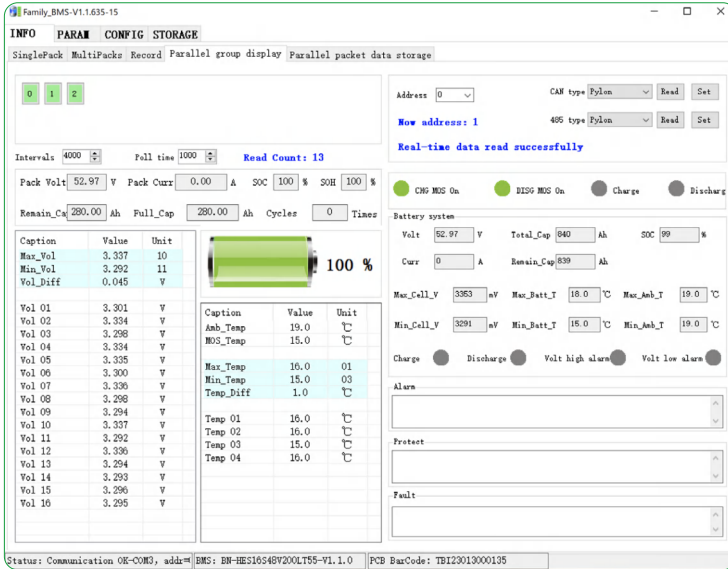 Family_BMS-V1.1.635-15
INFO PARAM CONFIG STORAGE
SinglePack MultiPacks Record Parallel group display Parallel packet data storage
0 1 2
Intervals 4000 Poll time 1000 Read Count: 13
Pack Volt 52.97 V Pack Curr 0.00 A SOC 100 % SOH 100 %
Remain_Ca 280.00 Ah Full_Cap 280.00 Ah Cycles 0 Times
Caption Value Unit
Max_Vol 3.337 10
Min_Vol 3.292 11
Vol_Diff 0.045 V
Vol 01 3.301 V
Vol 02 3.334 V
Vol 03 3.298 V
Vol 04 3.334 V
Vol 05 3.335 V
Vol 06 3.300 V
Vol 07 3.336 V
Vol 08 3.298 V
Vol 09 3.294 V
Vol 10 3.337 V
Vol 11 3.292 V
Vol 12 3.336 V
Vol 13 3.294 V
Vol 14 3.293 V
Vol 15 3.296 V
Vol 16 3.295 V
100 %
Caption Value Unit
Amb_Temp 19.0 ℃
MOS_Temp 15.0 ℃
Max_Temp 16.0 01
Min_Temp 15.0 03
Temp_Diff 1.0 ℃
Temp 01 16.0 ℃
Temp 02 16.0 ℃
Temp 03 15.0 ℃
Temp 04 16.0 ℃
Address 0 CAN type Pylon Read Set
Now address: 1 485 type Pylon Read Set
Real-time data read successfully
CHG MOS On DISG MOS On Charge Discharg
Battery system
Volt 52.97 V Total_Cap 840 Ah SOC 99 %
Curr 0 A Remain_Cap 839 Ah
Max_Cell_V 3353 mV Max_Batt_T 18.0 ℃ Max_Amb_T 19.0 ℃
Min_Cell_V 3291 mV Min_Batt_T 15.0 ℃ Min_Amb_T 19.0 ℃
Charge Discharge Volt high alarm Volt low alarm
Alarm
Protect
Fault
Status: Communication OK-COM3, addr= BMS: BN-HES16S48V200LT55-V1.1.0 PCB BarCode: TBI23013000135